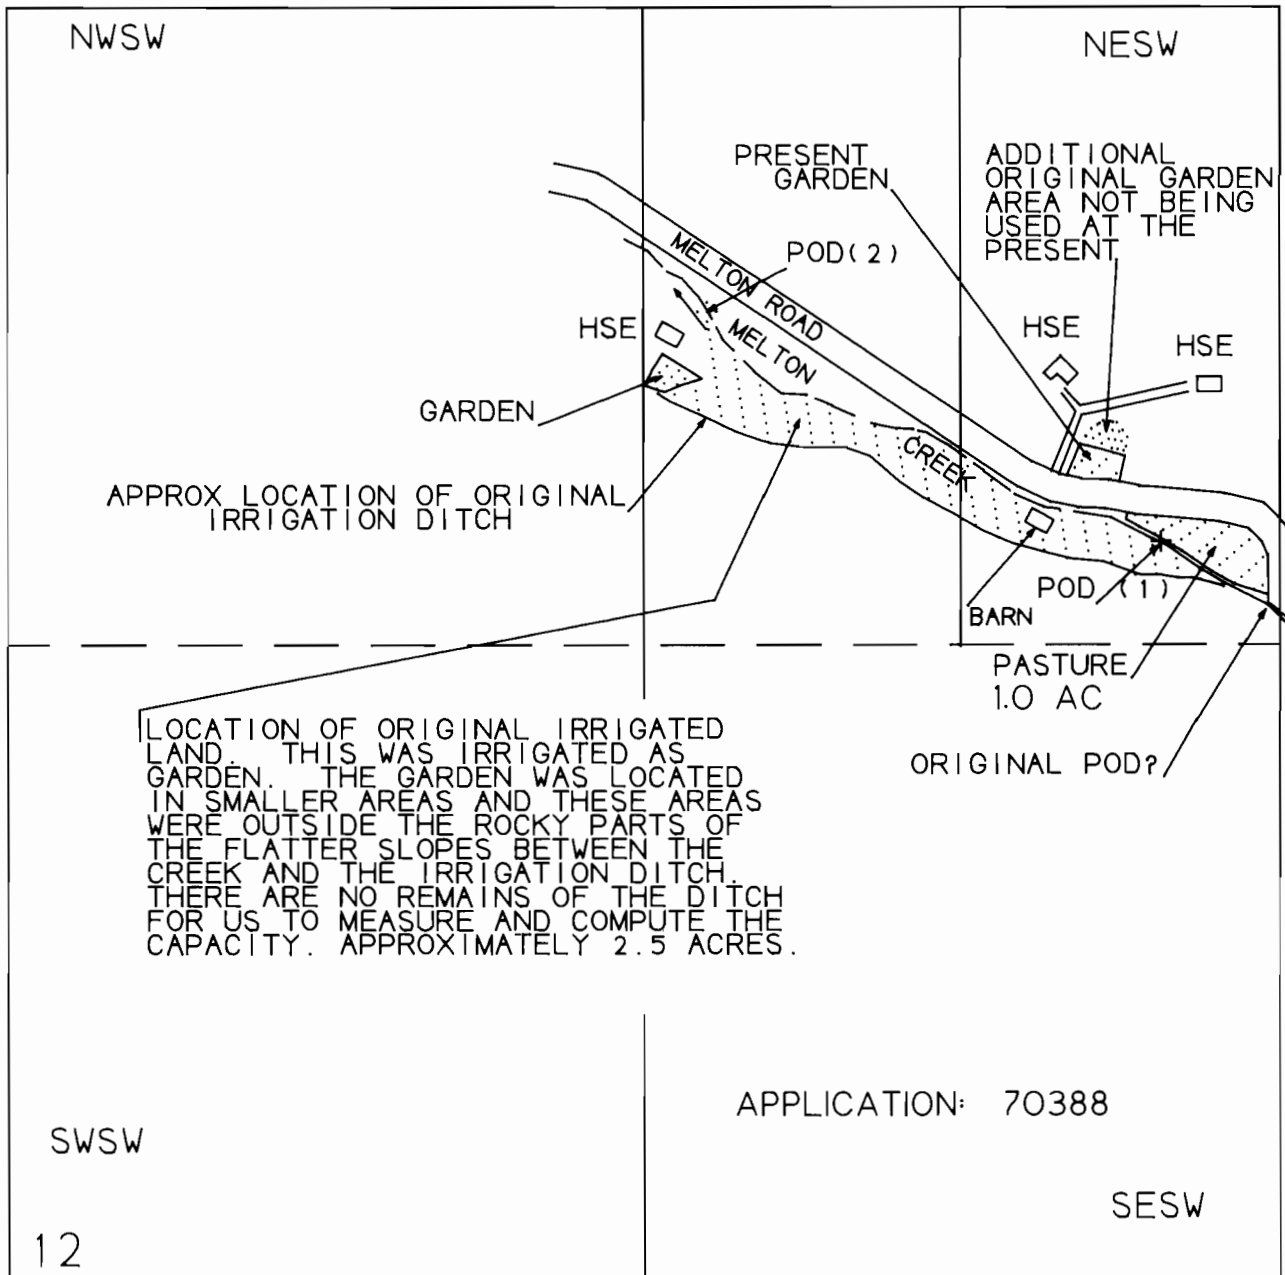 NWSW
NESW
PRESENT
GARDEN
ADDITIONAL
ORIGINAL GARDEN
AREA NOT BEING
USED AT THE
PRESENT
MELTON ROAD
POD(2)
MELTON
CREEK
HSE
HSE
HSE
GARDEN
APPROX LOCATION OF ORIGINAL
IRRIGATION DITCH
POD (1)
BARN
PASTURE
1.0 AC
ORIGINAL POD?
LOCATION OF ORIGINAL IRRIGATED
LAND. THIS WAS IRRIGATED AS
GARDEN. THE GARDEN WAS LOCATED
IN SMALLER AREAS AND THESE AREAS
WERE OUTSIDE THE ROCKY PARTS OF
THE FLATTER SLOPES BETWEEN THE
CREEK AND THE IRRIGATION DITCH.
THERE ARE NO REMAINS OF THE DITCH
FOR US TO MEASURE AND COMPUTE THE
CAPACITY. APPROXIMATELY 2.5 ACRES.
APPLICATION: 70388
SWSW
SESW
12